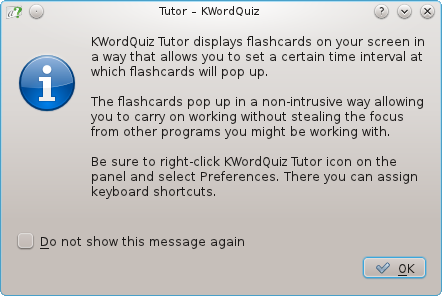 Tutor – KWordQuiz
KWordQuiz Tutor displays flashcards on your screen in
a way that allows you to set a certain time interval at
which flashcards will pop up.
The flashcards pop up in a non-intrusive way allowing
you to carry on working without stealing the focus
from other programs you might be working with.
Be sure to right-click KWordQuiz Tutor icon on the
panel and select Preferences. There you can assign
keyboard shortcuts.
Do not show this message again
OK